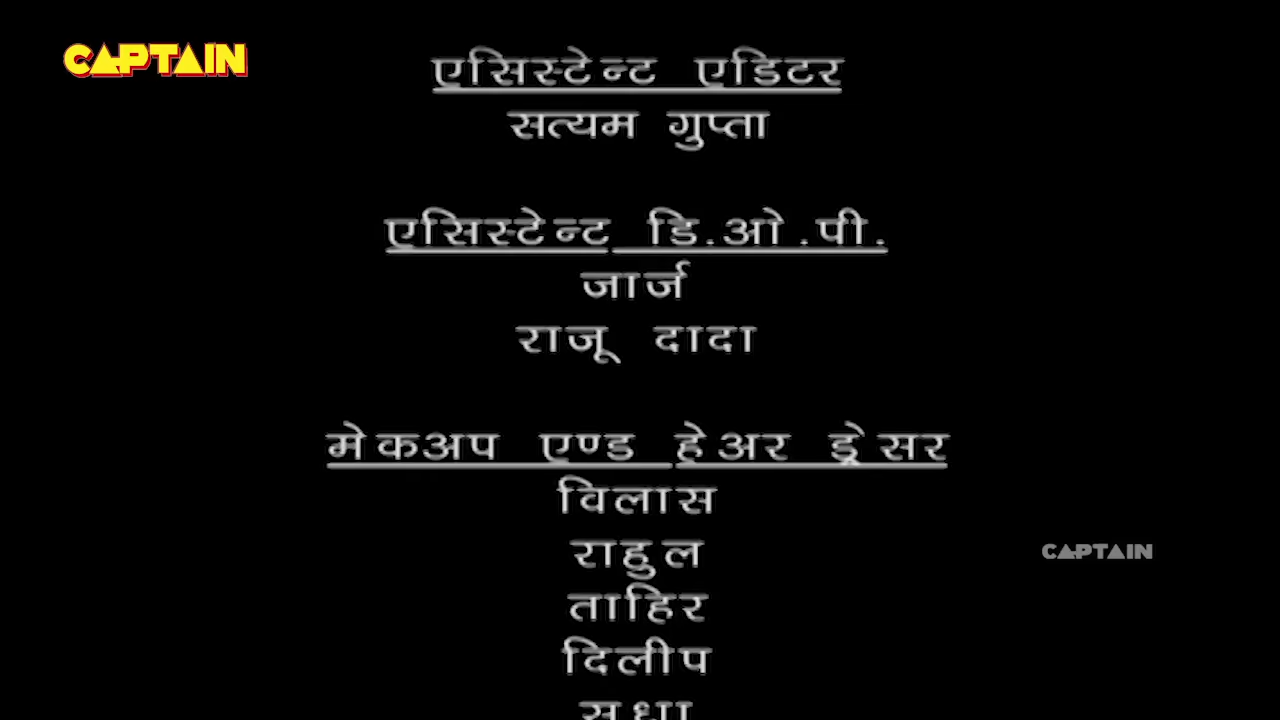 CAPTAIN
एसिस्टेन्ट एडिटर
सत्यम गुप्ता
एसिस्टेन्ट डि.ओ.पी.
जार्ज
राजू दादा
मेकअप एण्ड हेअर ड्रेसर
विलास
राहुल
CAPTAIN
ताहिर
दिलीप